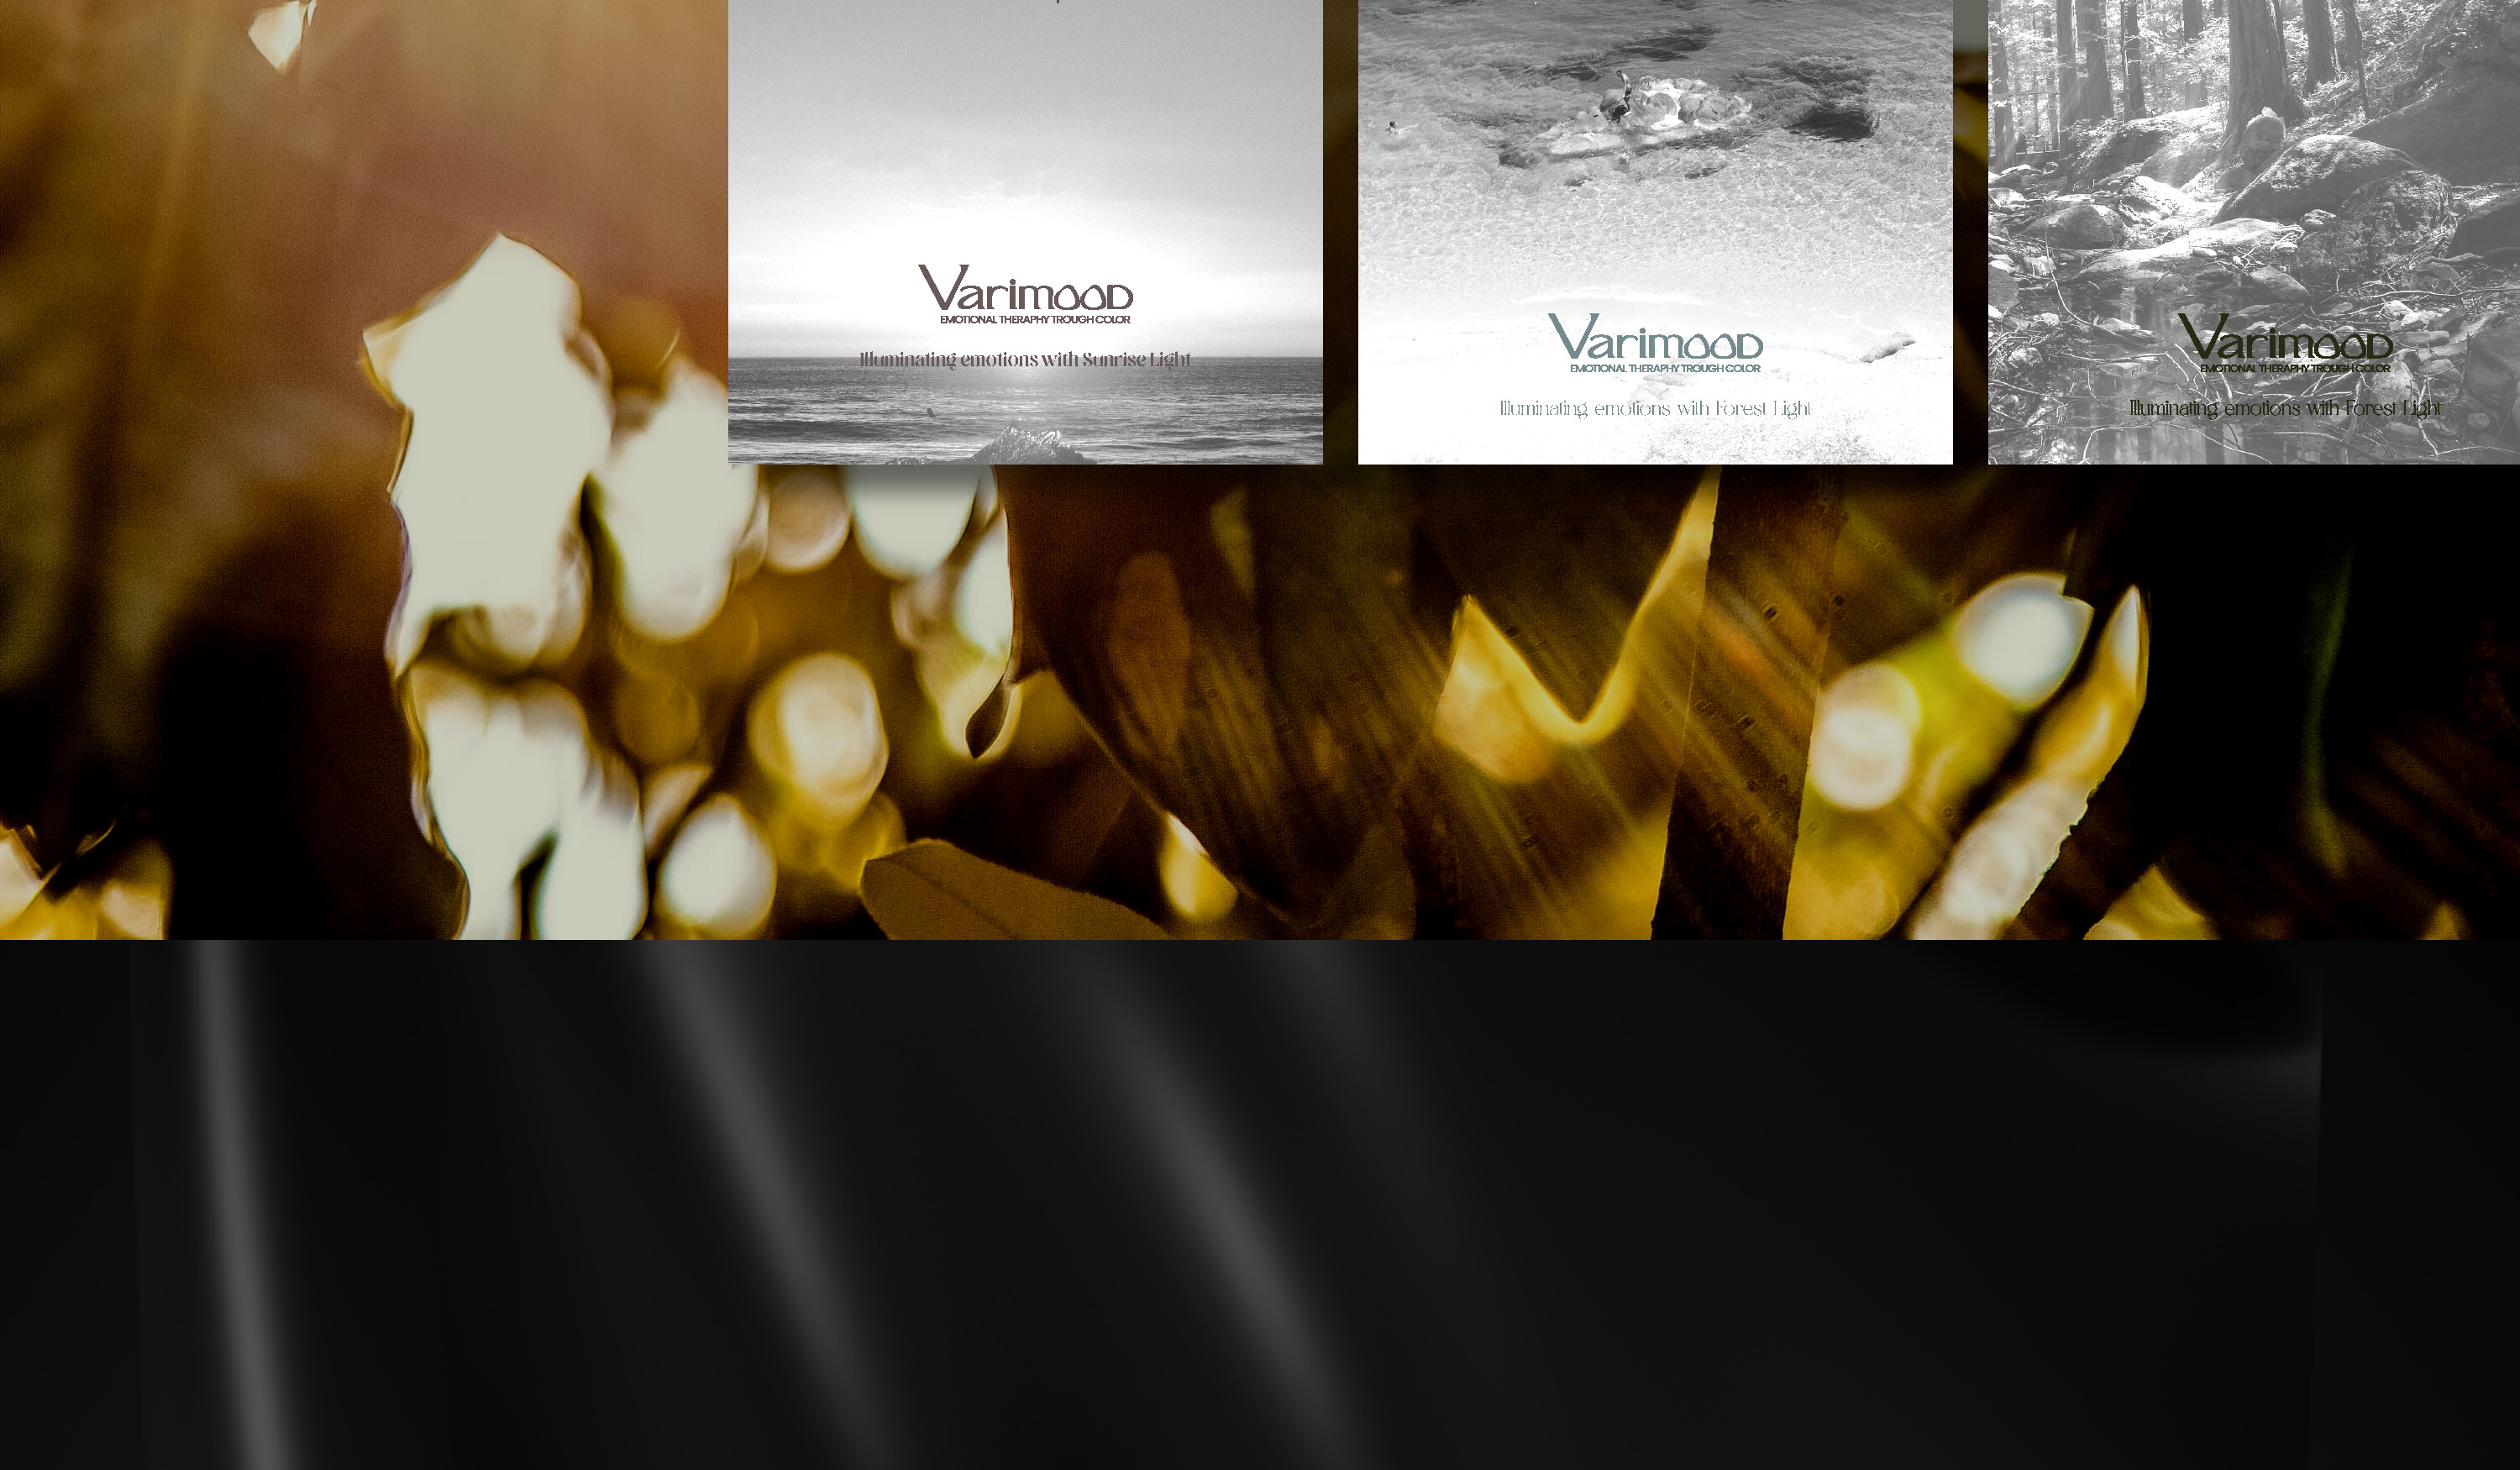 Varimood
EMOTIONAL THERAPHY TROUGH COLOR
Illuminating emotions with Sunrise Light
Varimood
EMOTIONAL THERAPHY TROUGH COLOR
Illuminating emotions with Forest Light
Varimood
EMOTIONAL THERAPHY TROUGH COLOR
Illuminating emotions with Forest Light